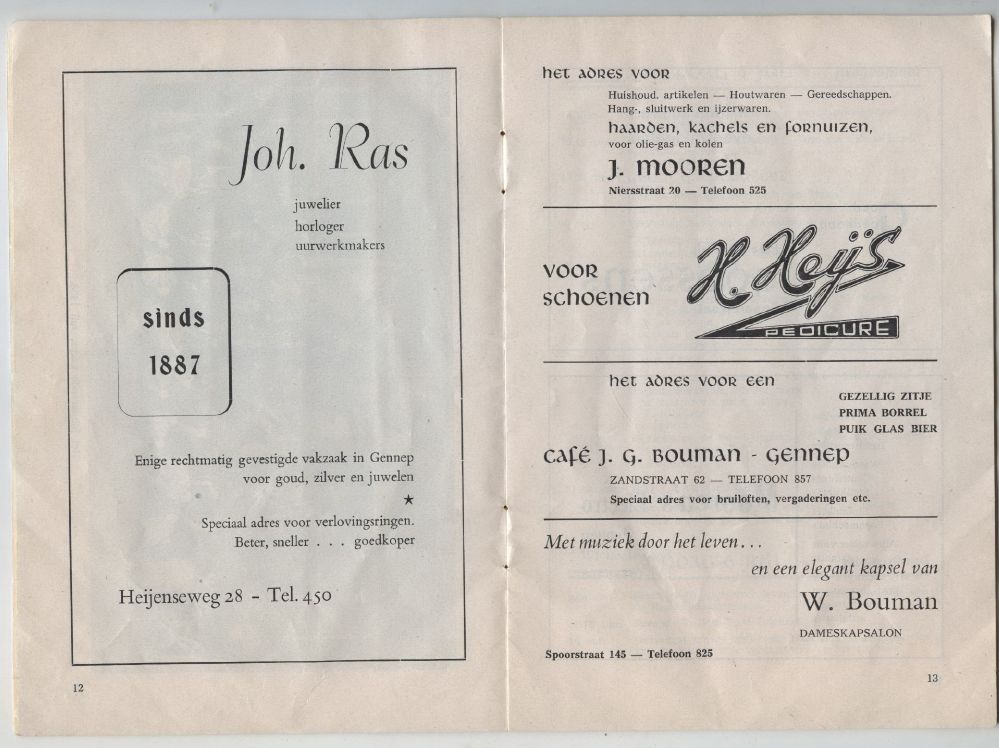 Joh. Ras
juwelier
horloger
uurwerkmakers
sinds
1887
Enige rechtmatig gevestigde vakzaak in Gennep
voor goud, zilver en juwelen
★
Speciaal adres voor verlovingsringen.
Beter, sneller . . . goedkoper
Heijenseweg 28 - Tel. 450
12
het adres voor
Huishoud. artikelen — Houtwaren — Gereedschappen.
Hang-, sluitwerk en ijzerwaren.
haarden, kachels en fornuizen,
voor olie-gas en kolen
J. MOOREN
Niersstraat 20 — Telefoon 525
VOOR
SCHOENEN
H. Heijs
PEDICURE
het adres voor een
GEZELLIG ZITJE
PRIMA BORREL
PUIK GLAS BIER
café J. G. Bouman - Gennep
ZANDSTRAAT 62 — TELEFOON 857
Speciaal adres voor bruiloften, vergaderingen etc.
Met muziek door het leven . . .
en een elegant kapsel van
W. Bouman
DAMESKAPSALON
Spoorstraat 145 — Telefoon 825
13